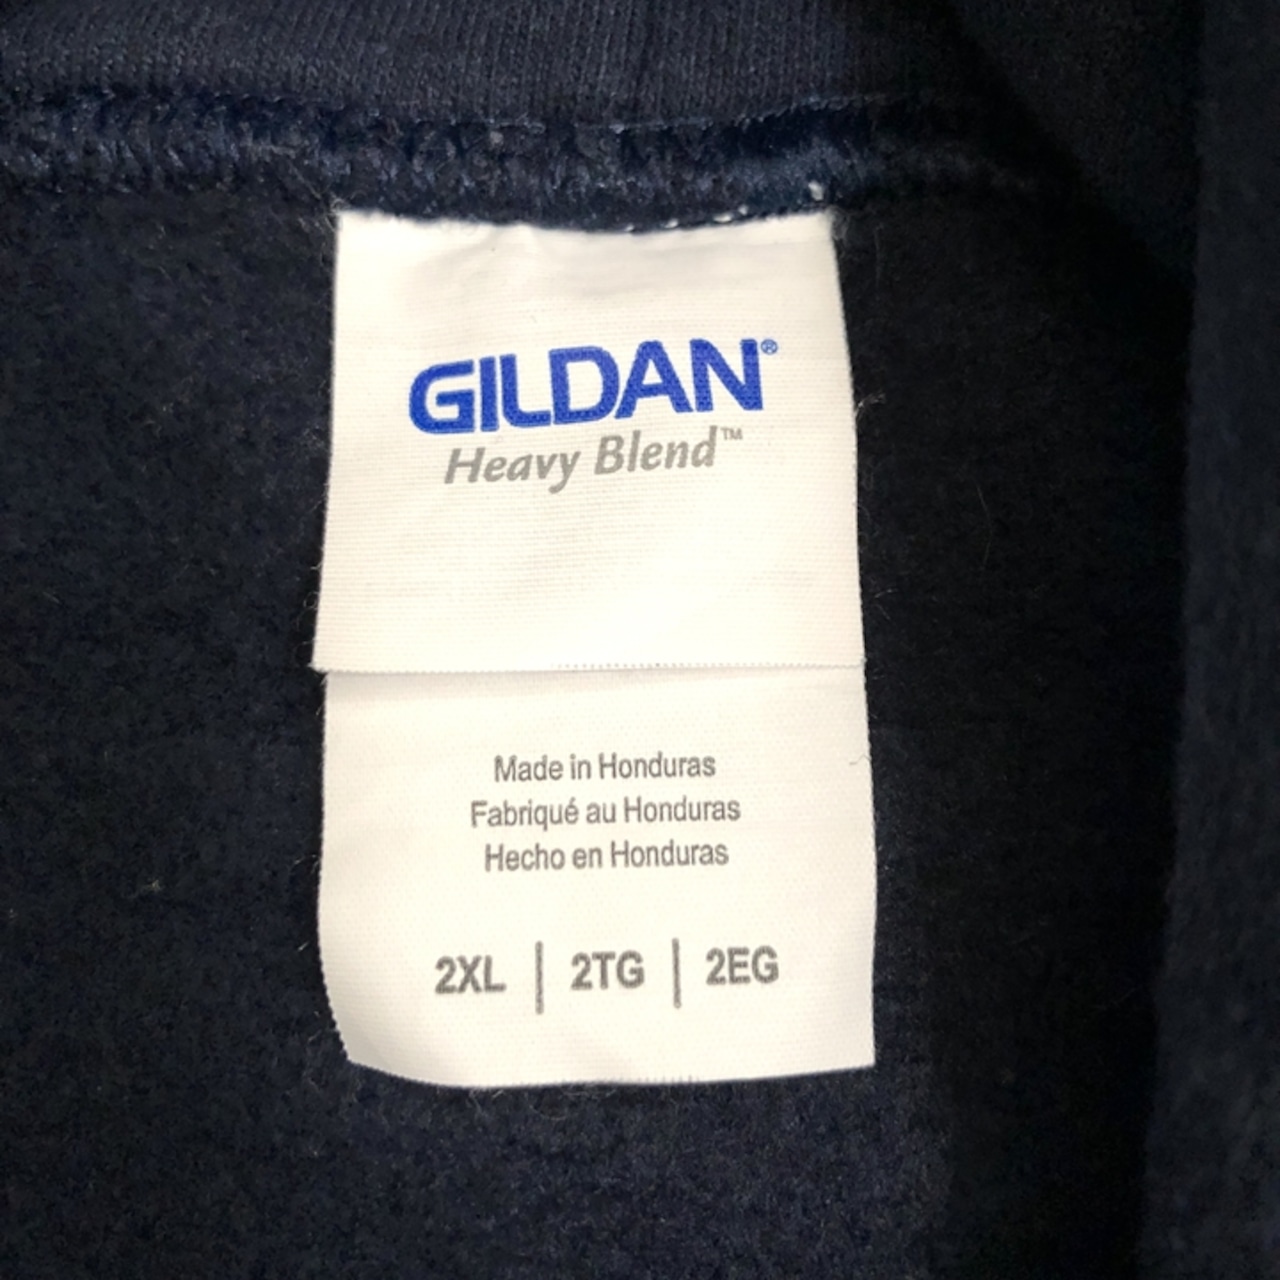 GILDAN®
Heavy Blend™
Made in Honduras
Fabriqué au Honduras
Hecho en Honduras
2XL | 2TG | 2EG